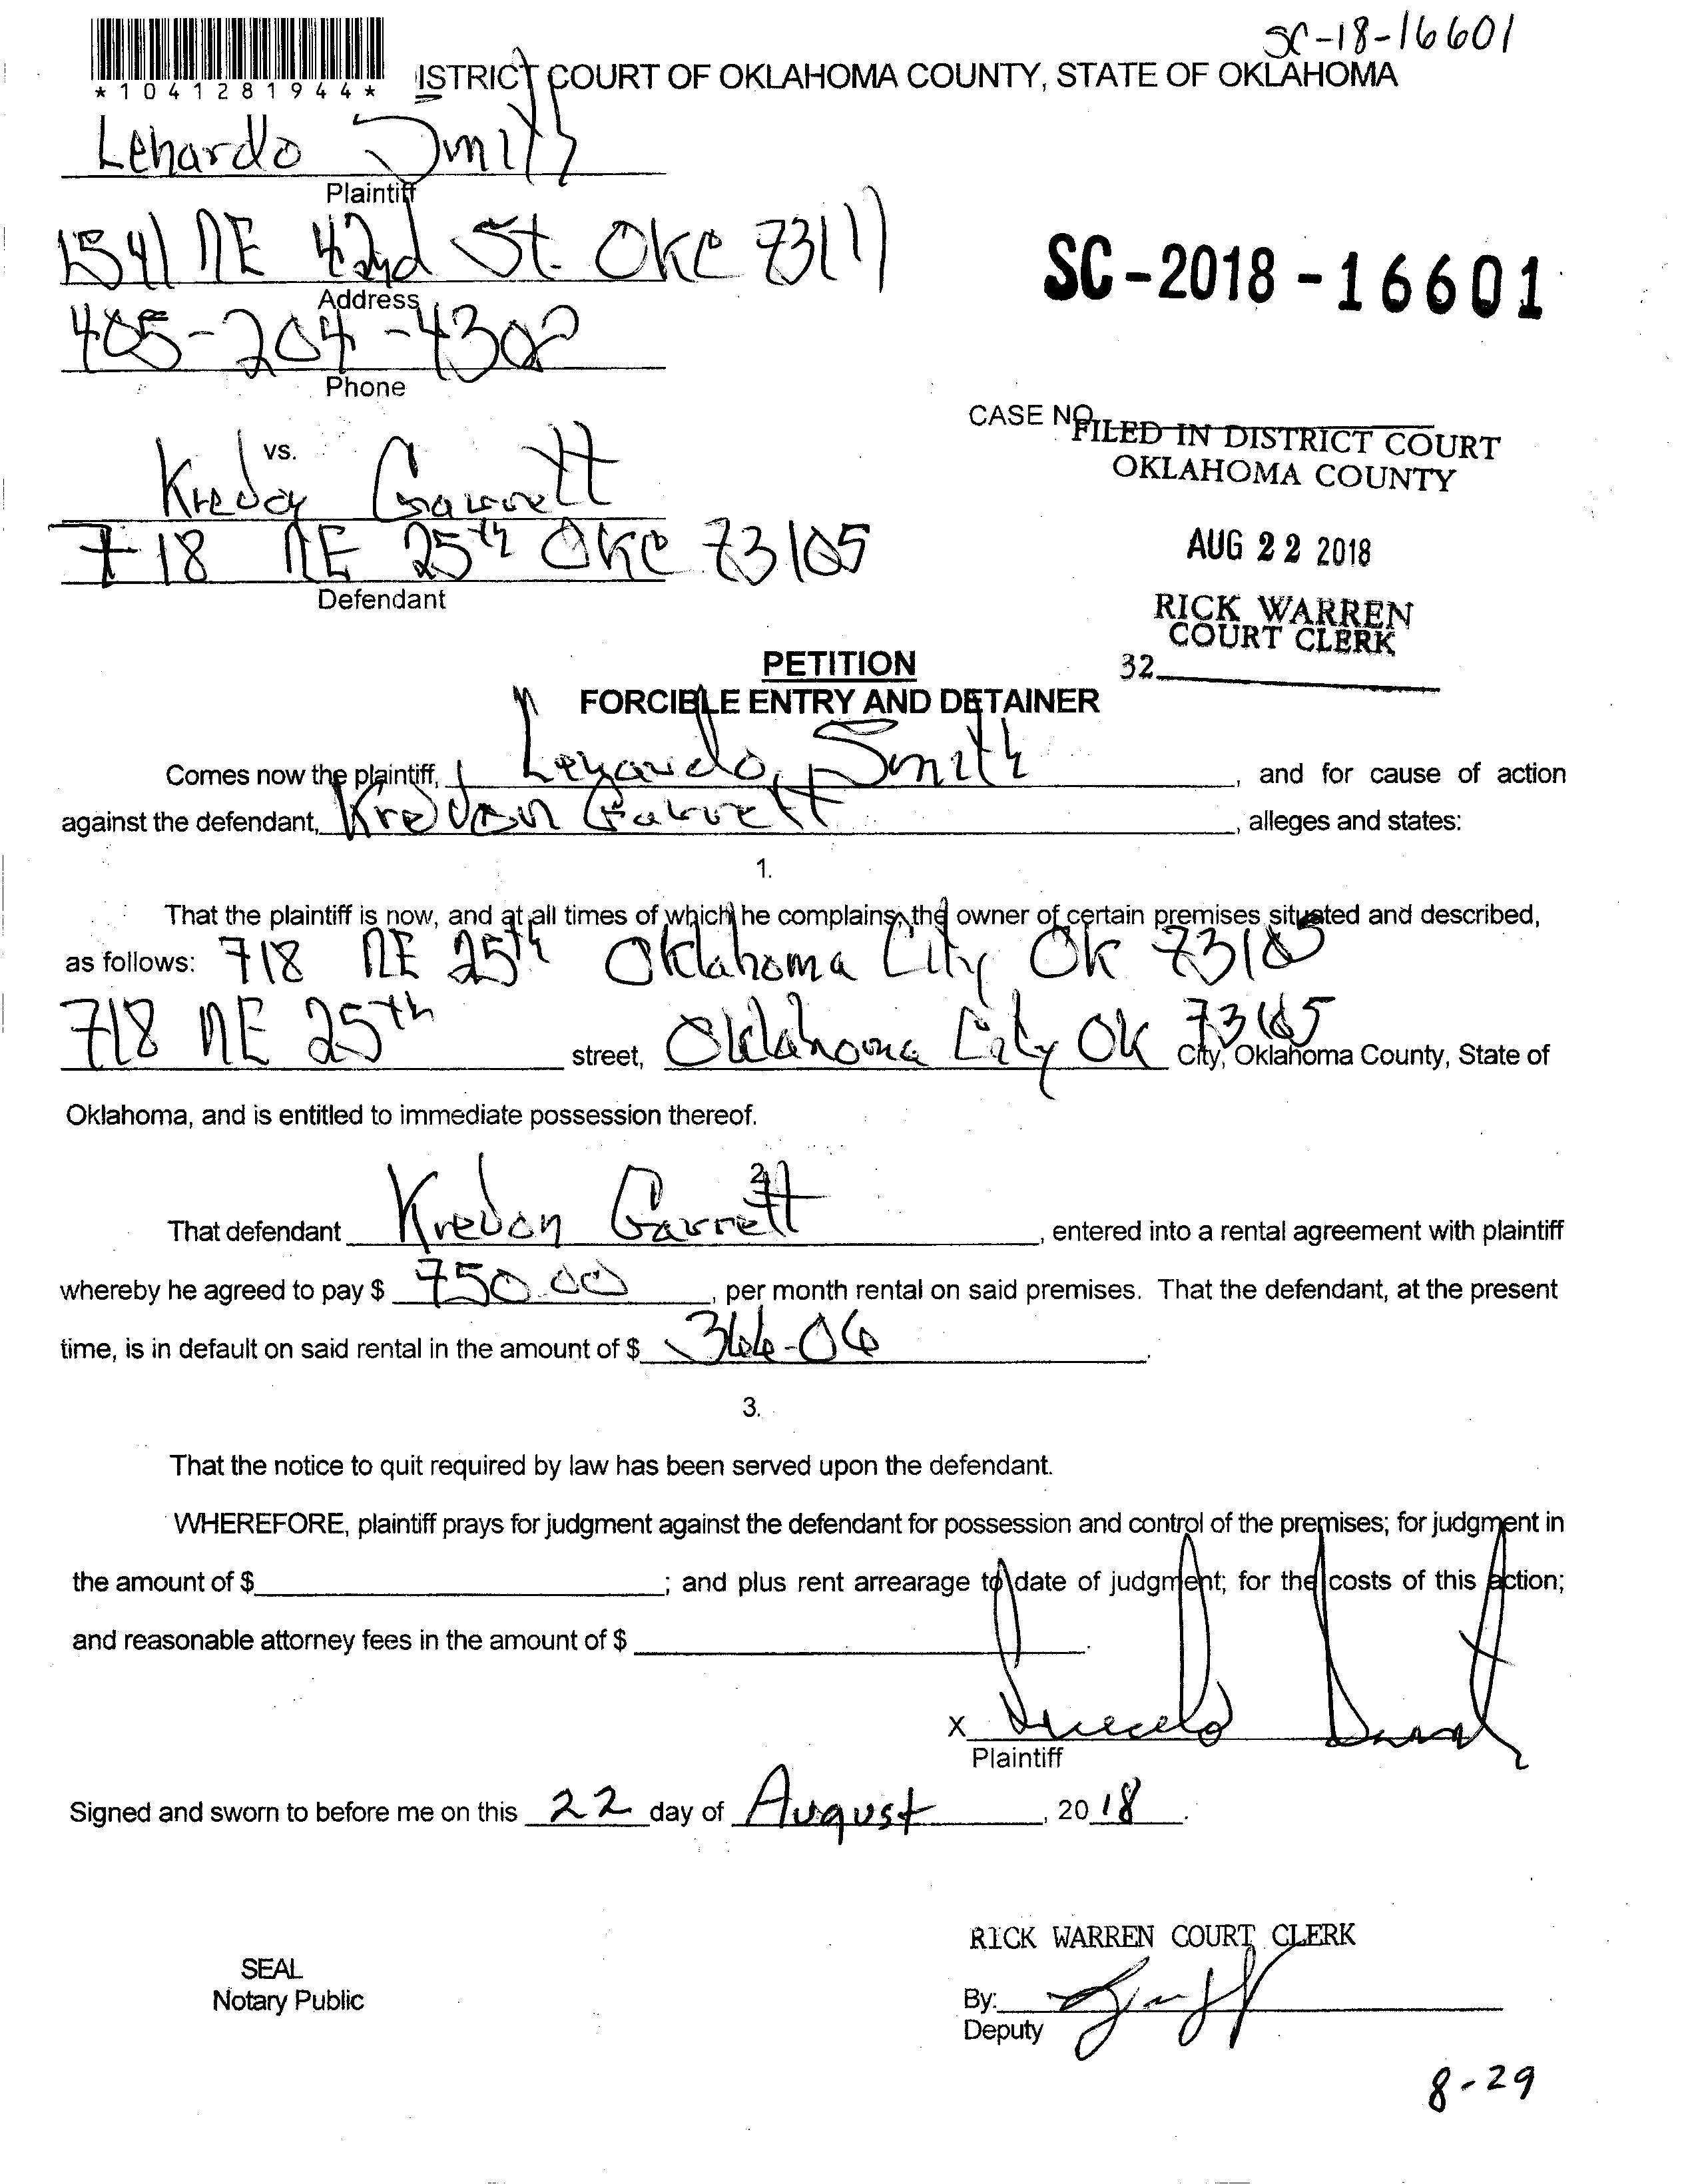 SC-18-16601
*1041281944*
ISTRICT COURT OF OKLAHOMA COUNTY, STATE OF OKLAHOMA
Lehardo Smith
Plaintiff
1541 NE 42nd St. OKC 73111
Address
405-204-4302
Phone
SC-2018-16601
CASE NO.
FILED IN DISTRICT COURT
OKLAHOMA COUNTY
AUG 22 2018
RICK WARREN
COURT CLERK
32
vs.
Garrett
718 NE 25th OKC 73105
Defendant
PETITION
FORCIBLE ENTRY AND DETAINER
Comes now the plaintiff, Smith, and for cause of action
against the defendant, Kredon Garrett, alleges and states:
1.
That the plaintiff is now, and at all times of which he complains, the owner of certain premises situated and described,
as follows: 718 NE 25th Oklahoma City OK 73105
718 NE 25th street, Oklahoma City OK 73105 City, Oklahoma County, State of
Oklahoma, and is entitled to immediate possession thereof.
2.
That defendant Kredon Garrett, entered into a rental agreement with plaintiff
whereby he agreed to pay $ 750.00, per month rental on said premises. That the defendant, at the present
time, is in default on said rental in the amount of $ 366-06.
3.
That the notice to quit required by law has been served upon the defendant.
WHEREFORE, plaintiff prays for judgment against the defendant for possession and control of the premises; for judgment in
the amount of $; and plus rent arrearage to date of judgment; for the costs of this action;
and reasonable attorney fees in the amount of $.
X
Plaintiff
Signed and sworn to before me on this 22 day of August, 2018.
RICK WARREN COURT CLERK
SEAL
Notary Public
By:
Deputy
8-29